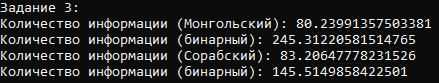 Задание 3:
Количество информации (Монгольский): 80.23991357503381
Количество информации (бинарный): 245.31220581514765
Количество информации (Сорабский): 83.20647778231526
Количество информации (бинарный): 145.5149858422501